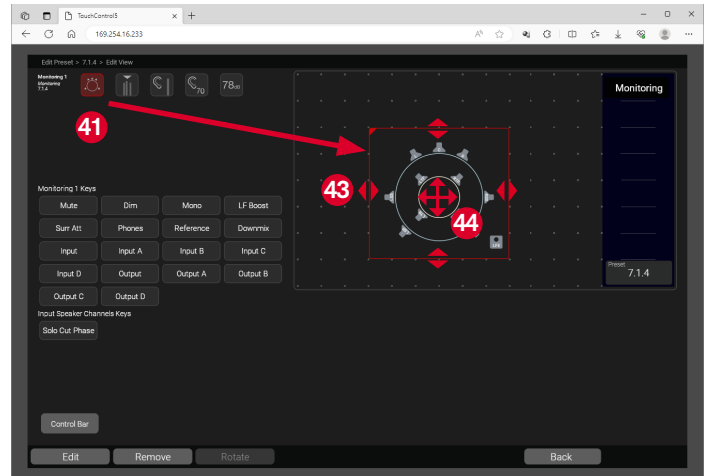 TouchControl5
169.254.16.233
Edit Preset > 7.1.4 > Edit View
Monitoring 1
Monitoring
7.1.4
70
78dB
Monitoring
41
43
44
LFE
Monitoring 1 Keys
Mute Dim Mono LF Boost
Surr Att Phones Reference Downmix
Input Input A Input B Input C
Input D Output Output A Output B
Output C Output D
Preset
7.1.4
Input Speaker Channels Keys
Solo Cut Phase
Control Bar
Edit Remove Rotate Back